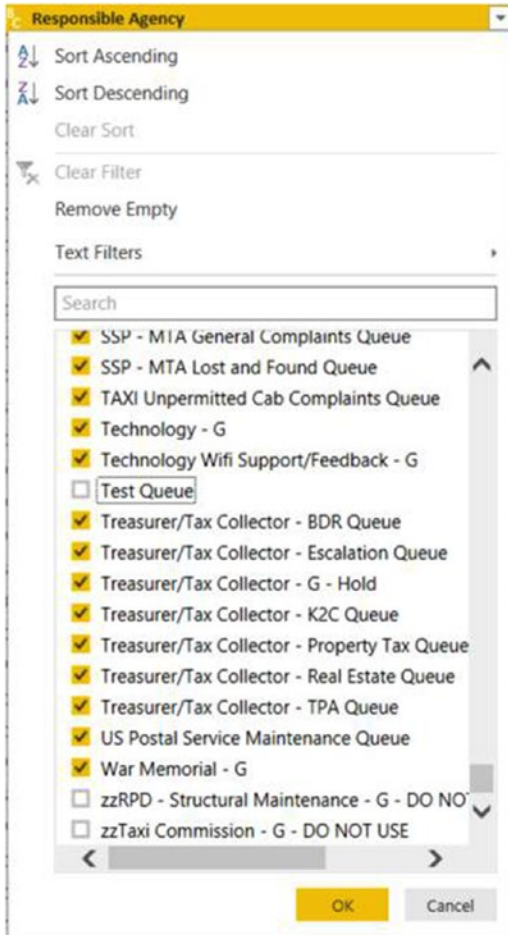 Responsible Agency
Sort Ascending
Sort Descending
Clear Sort
Clear Filter
Remove Empty
Text Filters
Search
SSP - MTA General Complaints Queue
SSP - MTA Lost and Found Queue
TAXI Unpermitted Cab Complaints Queue
Technology - G
Technology Wifi Support/Feedback - G
Test Queue
Treasurer/Tax Collector - BDR Queue
Treasurer/Tax Collector - Escalation Queue
Treasurer/Tax Collector - G - Hold
Treasurer/Tax Collector - K2C Queue
Treasurer/Tax Collector - Property Tax Queue
Treasurer/Tax Collector - Real Estate Queue
Treasurer/Tax Collector - TPA Queue
US Postal Service Maintenance Queue
War Memorial - G
zzRPD - Structural Maintenance - G - DO NO
zzTaxi Commission - G - DO NOT USE
OK Cancel